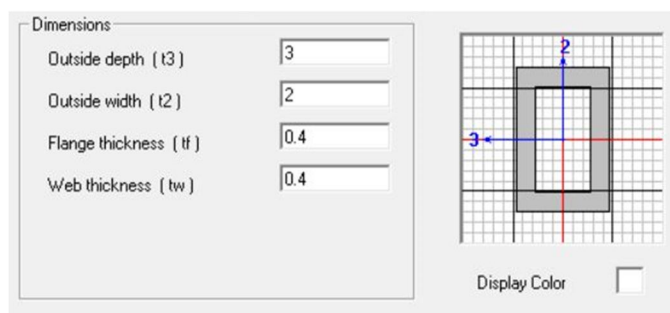 Dimensions
Outside depth ( t3 )
3
Outside width ( t2 )
2
Flange thickness ( tf )
0.4
Web thickness ( tw )
0.4
2
3
Display Color